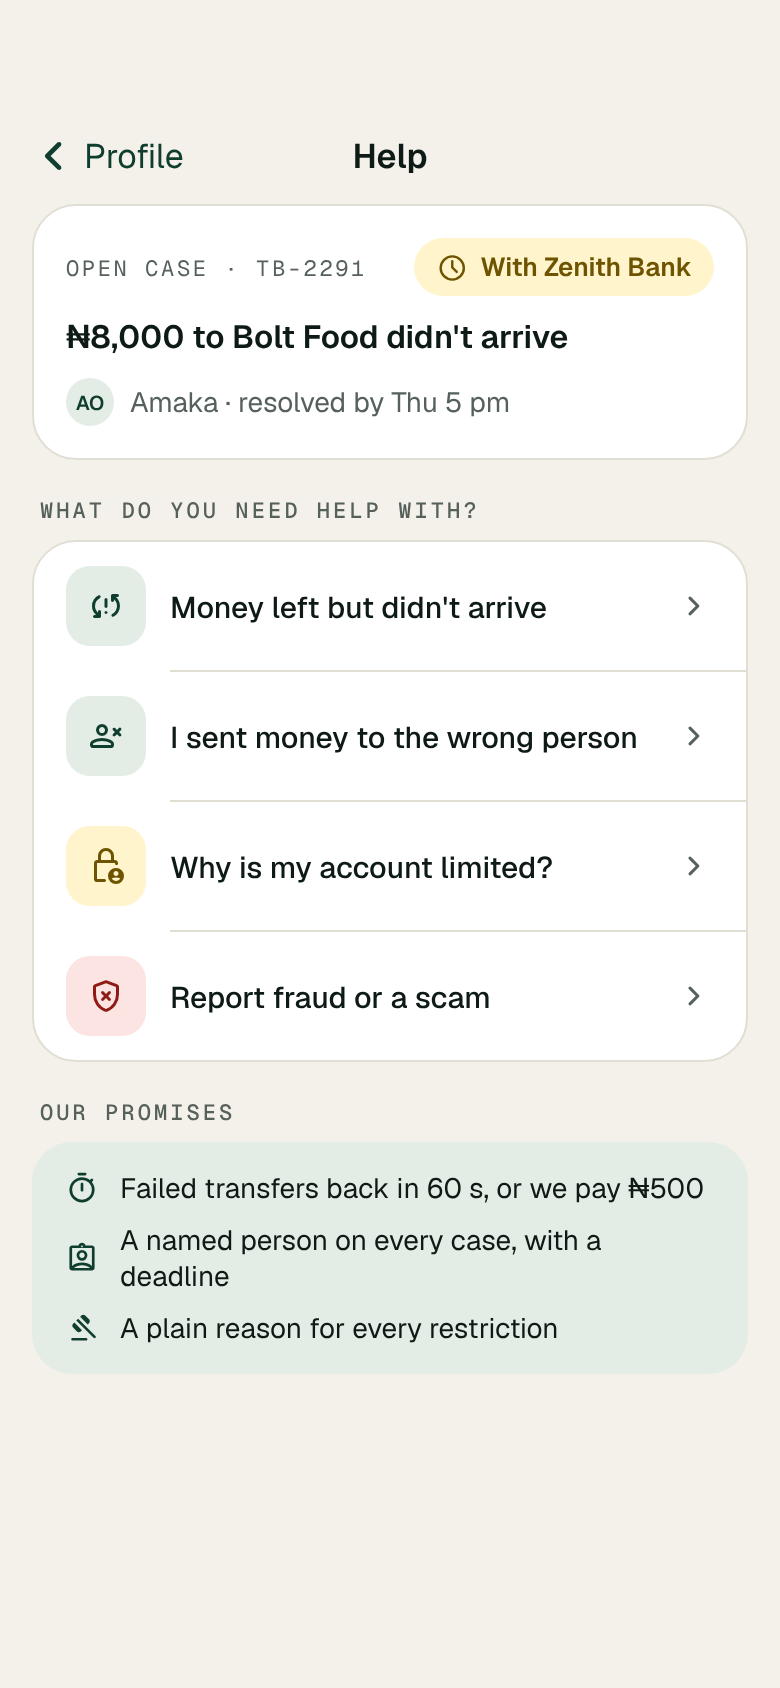 Profile
Help
OPEN CASE · TB-2291
With Zenith Bank
₦8,000 to Bolt Food didn't arrive
AO
Amaka · resolved by Thu 5 pm
WHAT DO YOU NEED HELP WITH?
Money left but didn't arrive
I sent money to the wrong person
Why is my account limited?
Report fraud or a scam
OUR PROMISES
Failed transfers back in 60 s, or we pay ₦500
A named person on every case, with a
deadline
A plain reason for every restriction